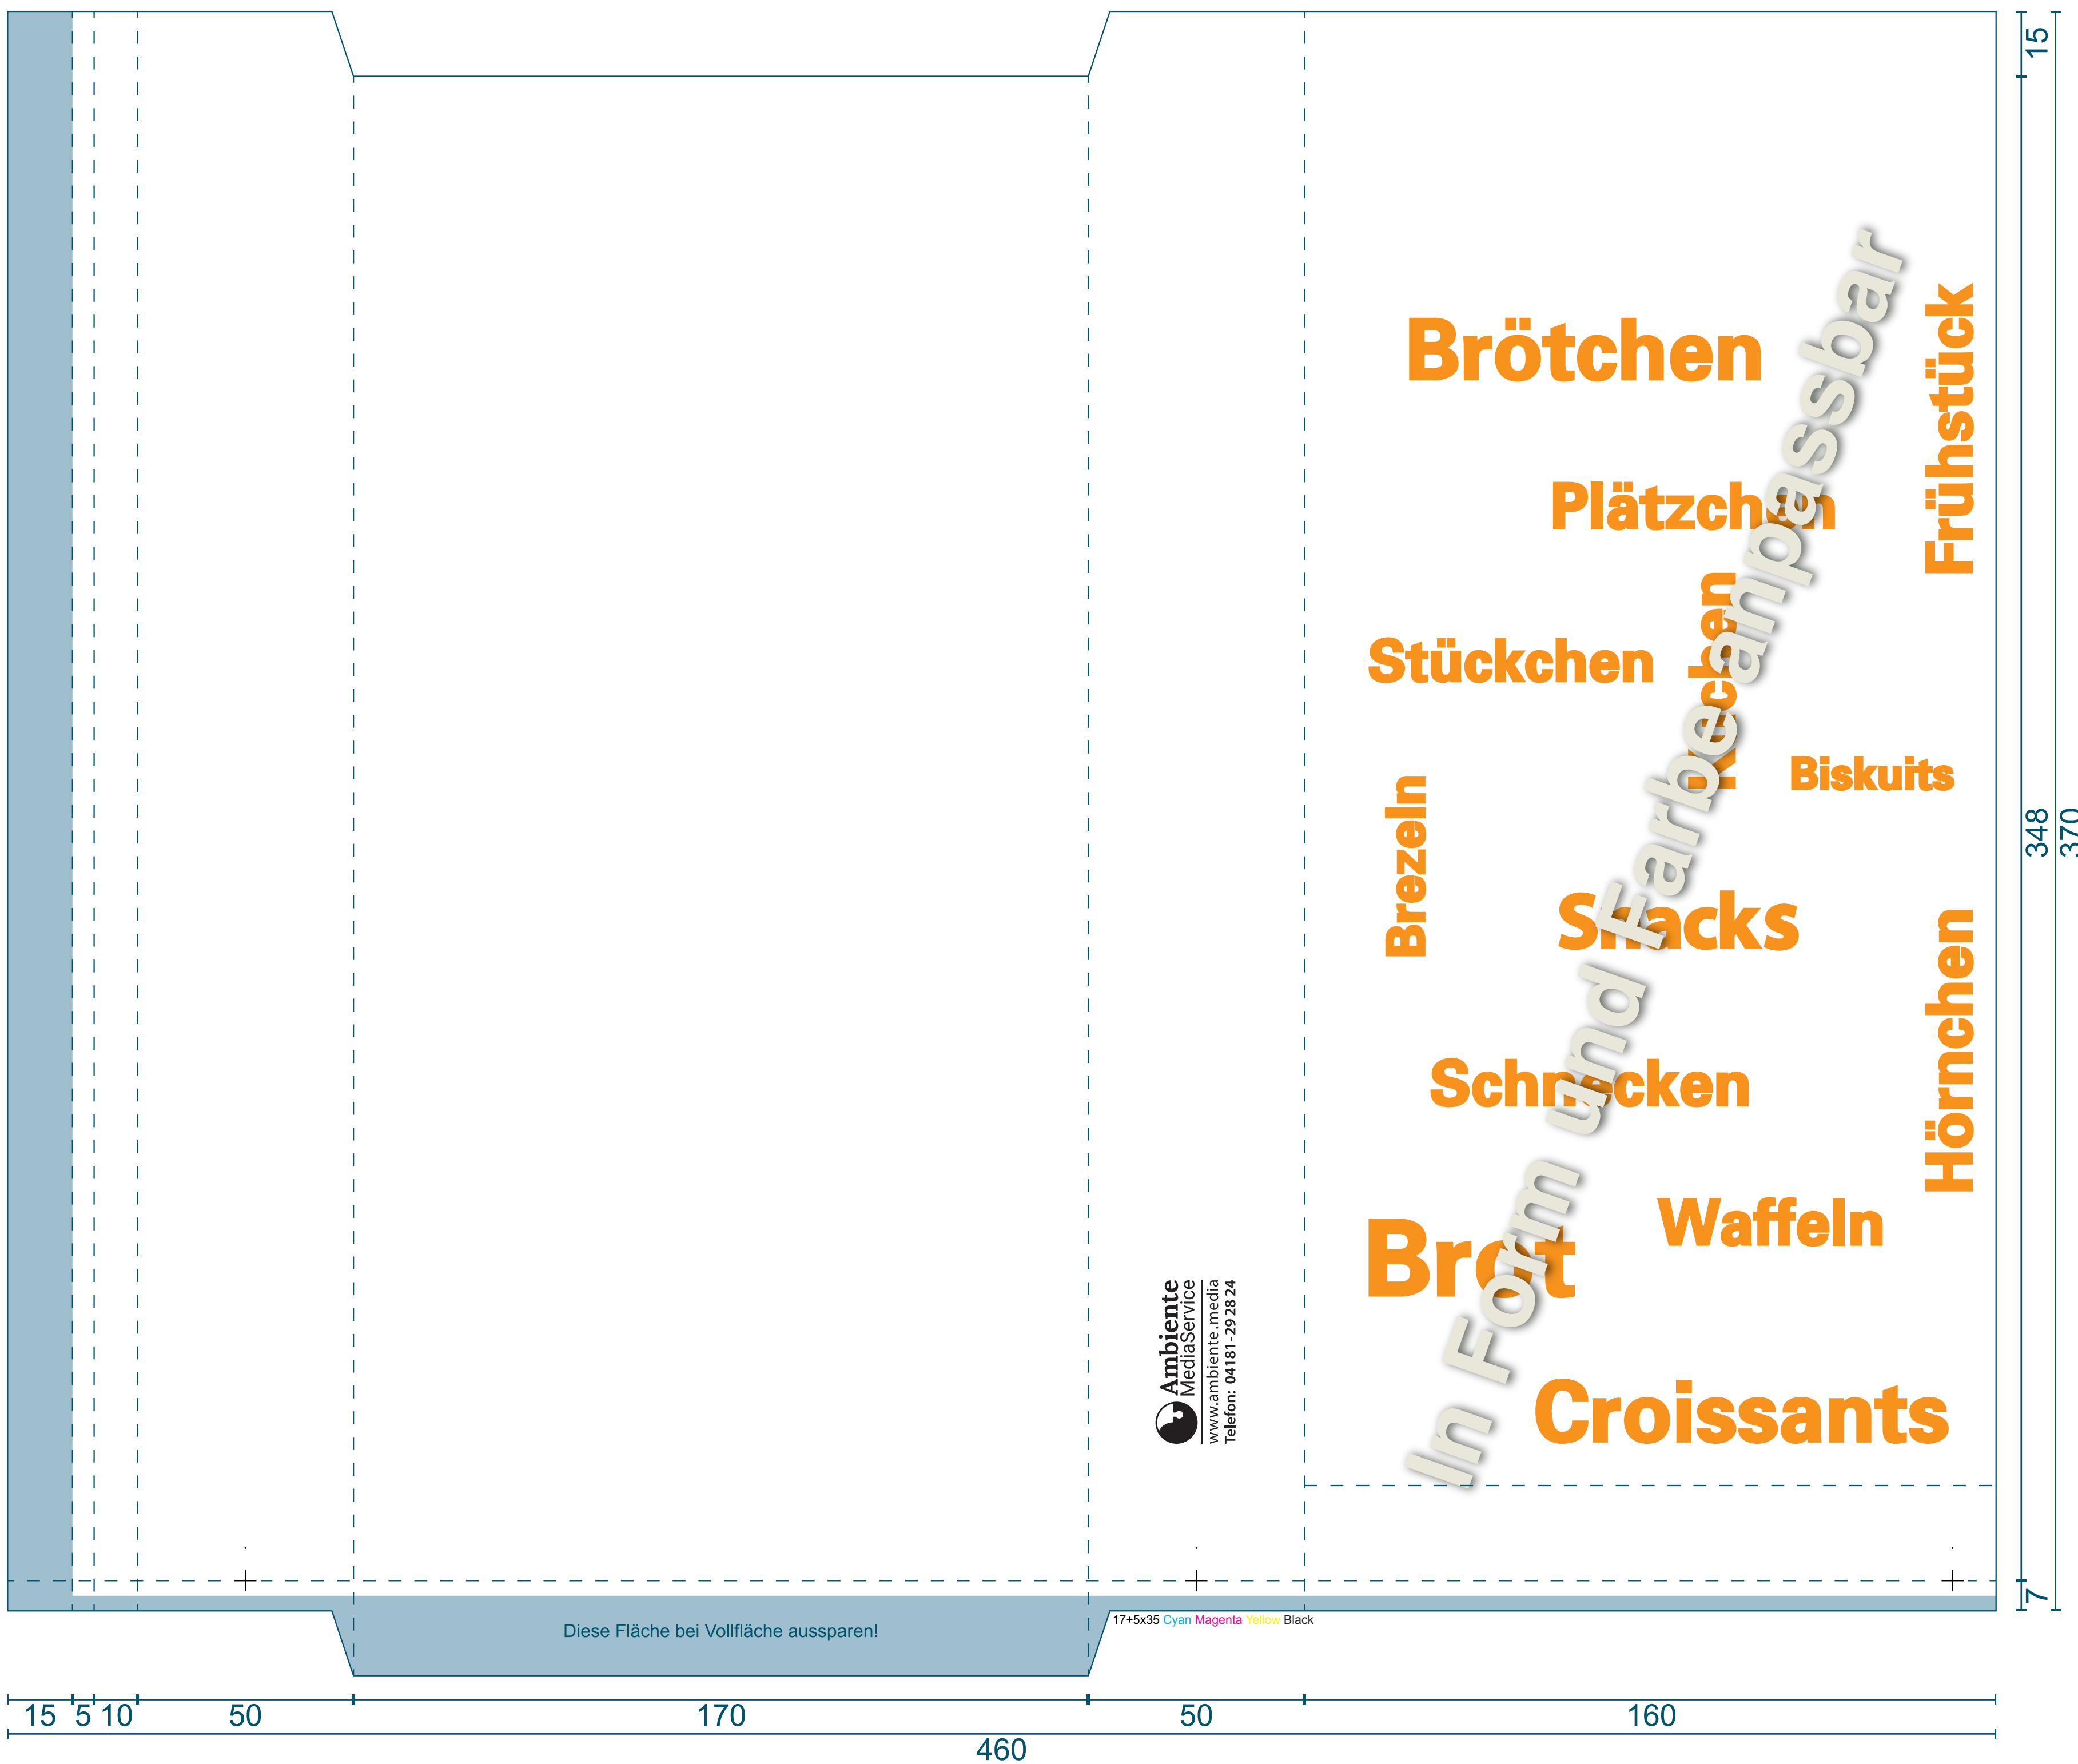 15
Brötchen
Frühstück
Plätzchen
Stückchen
Kuchen
Biskuits
348
370
Brezeln
Snacks
Hörnchen
Schnecken
Waffeln
Brot
Croissants
In Form und Farbe anpassbar
Ambiente
MediaService
www.ambiente.media
Telefon: 04181-29 28 24
7
17+5x35 Cyan Magenta Yellow Black
Diese Fläche bei Vollfläche aussparen!
15 5 10 50 170 50 160
460